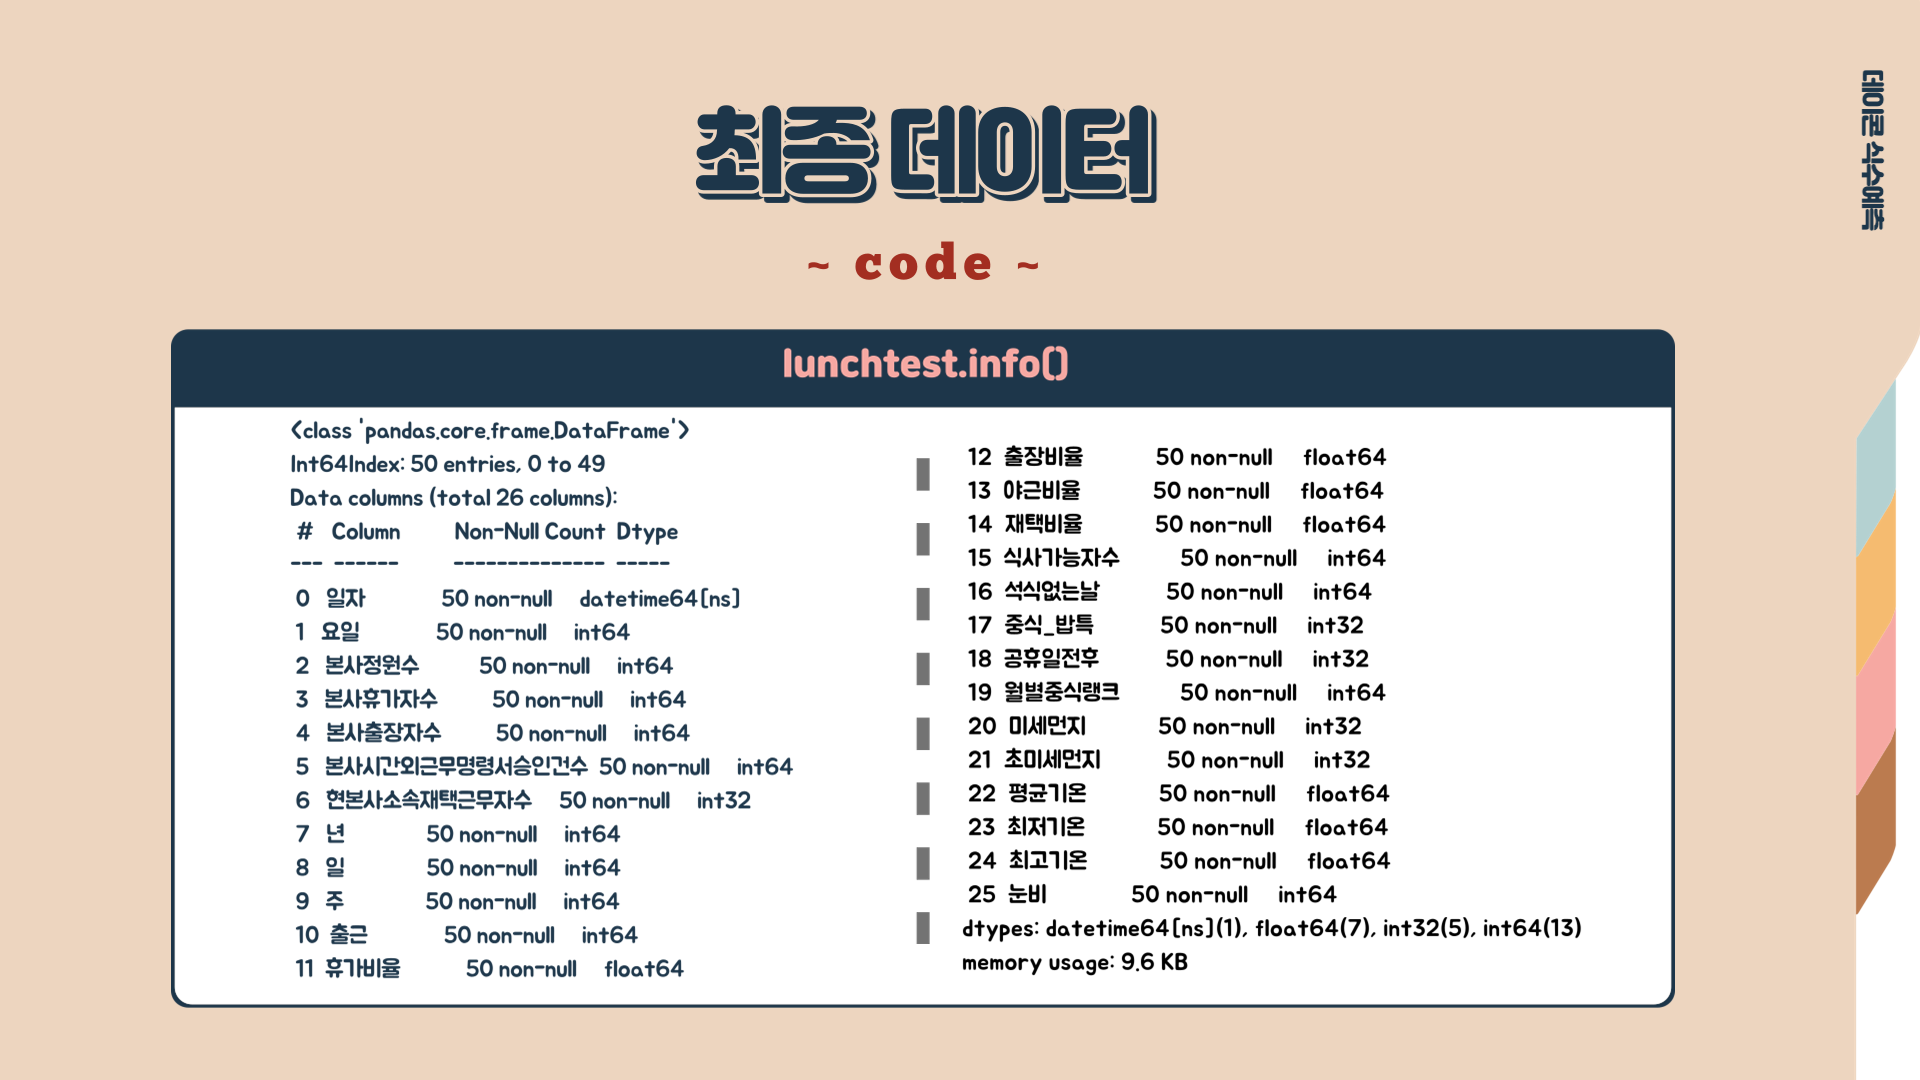 최종 데이터
~ code ~
데이콘 식수예측
lunchtest.info()
<class 'pandas.core.frame.DataFrame'>
Int64Index: 50 entries, 0 to 49
Data columns (total 26 columns):
# Column Non-Null Count Dtype
--- ------ -------------- -----
0 일자 50 non-null datetime64[ns]
1 요일 50 non-null int64
2 본사정원수 50 non-null int64
3 본사휴가자수 50 non-null int64
4 본사출장자수 50 non-null int64
5 본사시간외근무명령서승인건수 50 non-null int64
6 현본사소속재택근무자수 50 non-null int32
7 년 50 non-null int64
8 일 50 non-null int64
9 주 50 non-null int64
10 출근 50 non-null int64
11 휴가비율 50 non-null float64
12 출장비율 50 non-null float64
13 야근비율 50 non-null float64
14 재택비율 50 non-null float64
15 식사가능자수 50 non-null int64
16 석식없는날 50 non-null int64
17 중식_밥특 50 non-null int32
18 공휴일전후 50 non-null int32
19 월별중식랭크 50 non-null int64
20 미세먼지 50 non-null int32
21 초미세먼지 50 non-null int32
22 평균기온 50 non-null float64
23 최저기온 50 non-null float64
24 최고기온 50 non-null float64
25 눈비 50 non-null int64
dtypes: datetime64[ns](1), float64(7), int32(5), int64(13)
memory usage: 9.6 KB